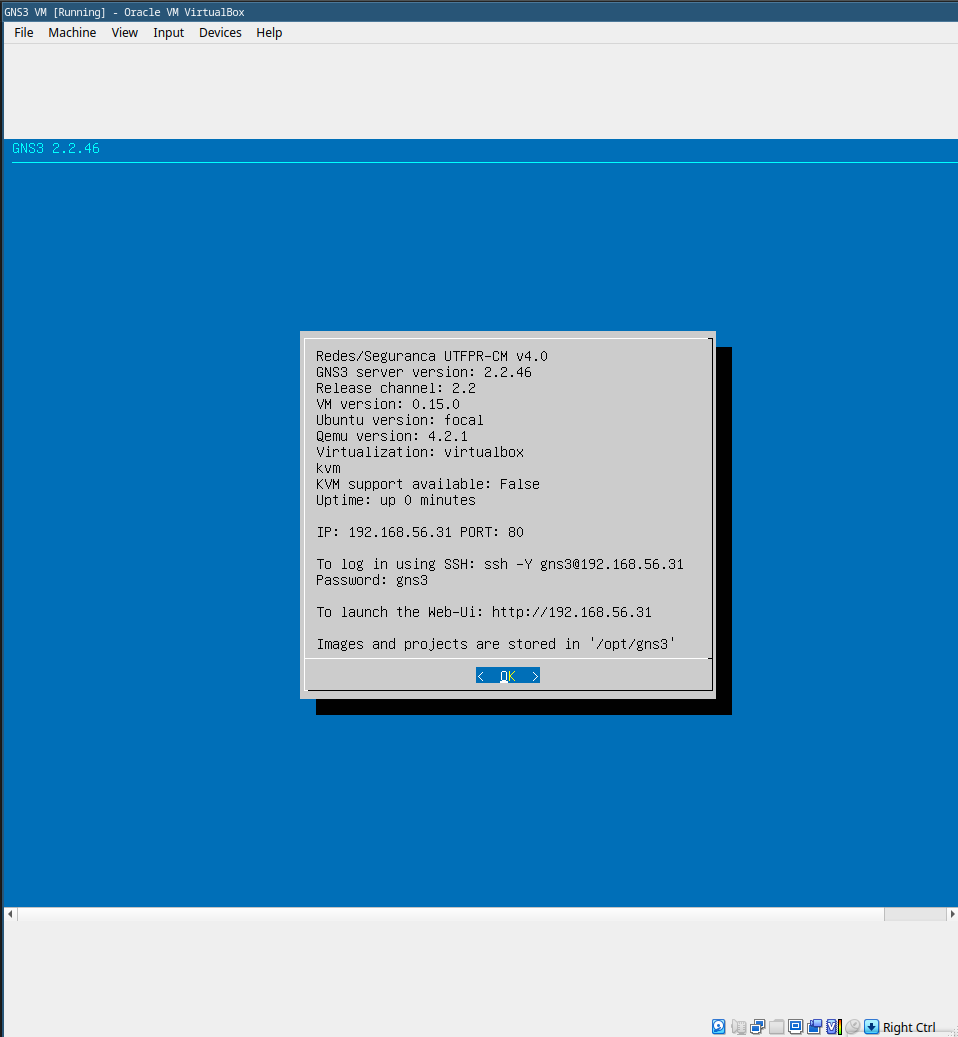 GNS3 VM [Running] - Oracle VM VirtualBox
File Machine View Input Devices Help
GNS3 2.2.46
Redes/Seguranca UTFPR-CM v4.0
GNS3 server version: 2.2.46
Release channel: 2.2
VM version: 0.15.0
Ubuntu version: focal
Qemu version: 4.2.1
Virtualization: virtualbox
kvm
KVM support available: False
Uptime: up 0 minutes
IP: 192.168.56.31 PORT: 80
To log in using SSH: ssh -Y gns3@192.168.56.31
Password: gns3
To launch the Web-Ui: http://192.168.56.31
Images and projects are stored in '/opt/gns3'
< OK >
Right Ctrl